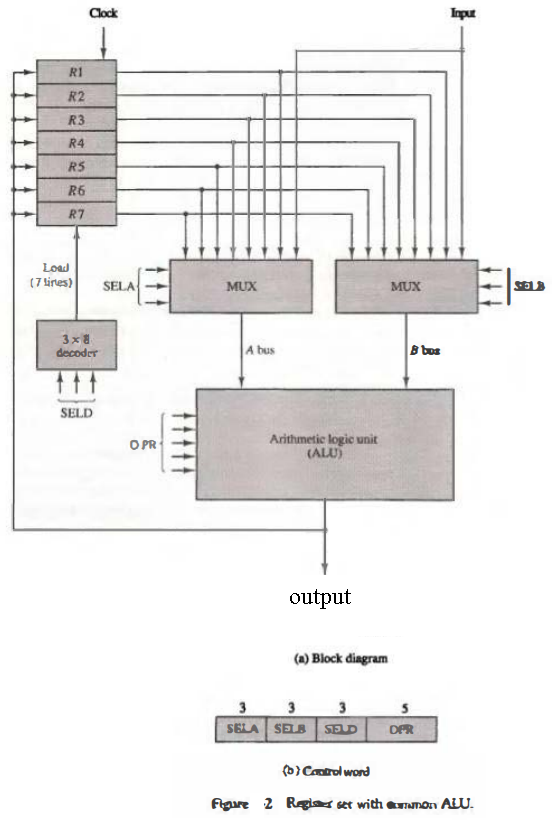 Clock Input
R1
R2
R3
R4
R5
R6
R7
Load
(7 lines)
SELA { MUX MUX } SELB
3 × 8
decoder
A bus B bus
SELD
OPR { Arithmetic logic unit
(ALU)
output
(a) Block diagram
3 3 3 5
SELA SELB SELD OPR
(b) Control word
Figure 2 Register set with common ALU.